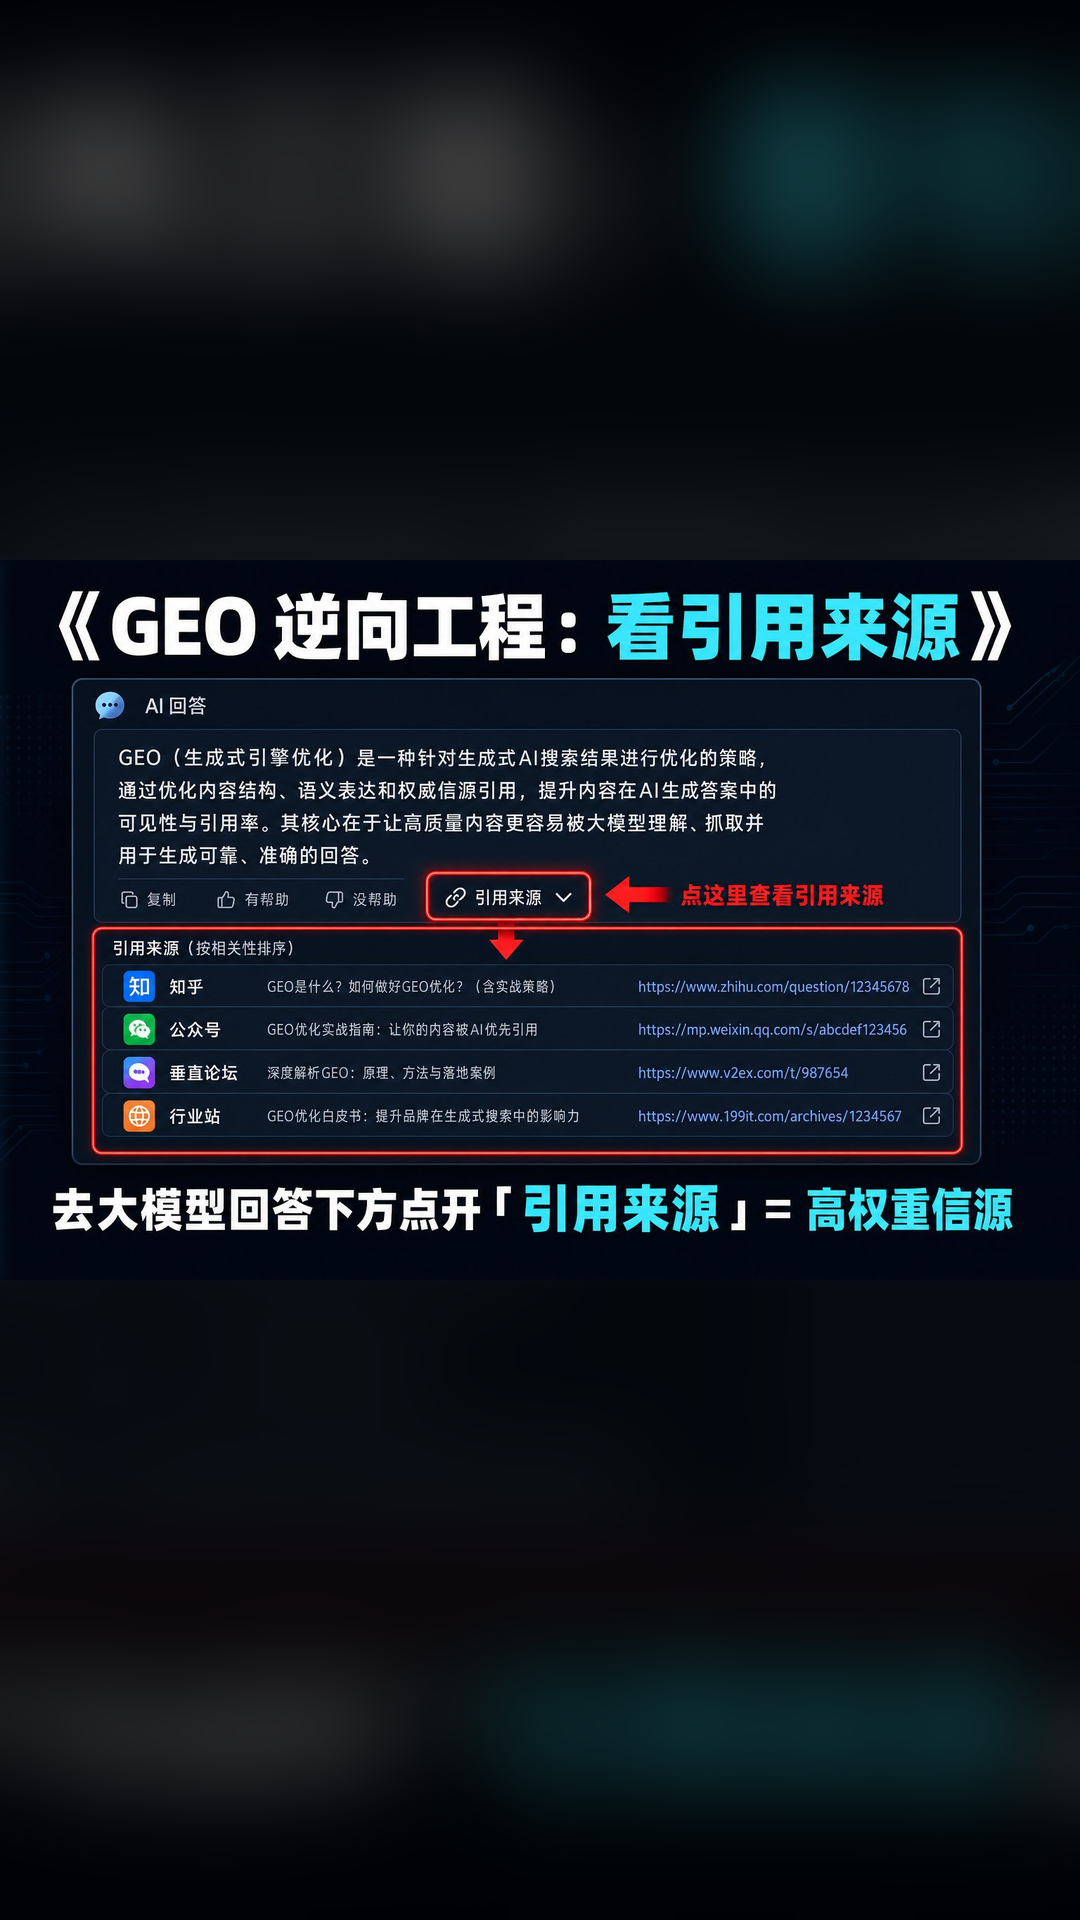 《GEO 逆向工程：看引用来源》
AI 回答
GEO（生成式引擎优化）是一种针对生成式AI搜索结果进行优化的策略，
通过优化内容结构、语义表达和权威信源引用，提升内容在AI生成答案中的
可见性与引用率。其核心在于让高质量内容更容易被大模型理解、抓取并
用于生成可靠、准确的回答。
复制 有帮助 没帮助 引用来源 点这里查看引用来源
引用来源（按相关性排序）
知 知乎 GEO是什么？如何做好GEO优化？（含实战策略） https://www.zhihu.com/question/12345678
公众号 GEO优化实战指南：让你的内容被AI优先引用 https://mp.weixin.qq.com/s/abcdef123456
垂直论坛 深度解析GEO：原理、方法与落地案例 https://www.v2ex.com/t/987654
行业站 GEO优化白皮书：提升品牌在生成式搜索中的影响力 https://www.199it.com/archives/1234567
去大模型回答下方点开「引用来源」= 高权重信源